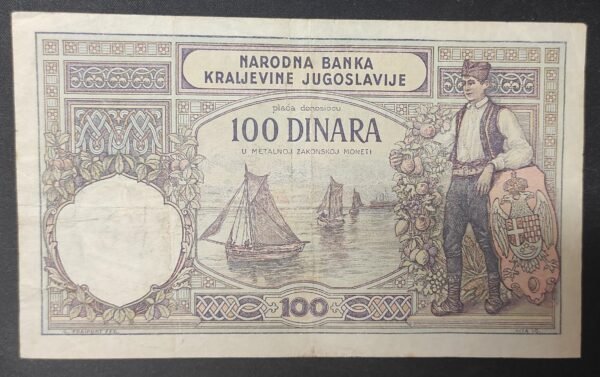 NARODNA BANKA
KRALJEVINE JUGOSLAVIJE
plaća donosiocu
100 DINARA
U METALNOJ ZAKONSKOJ MONETI
100